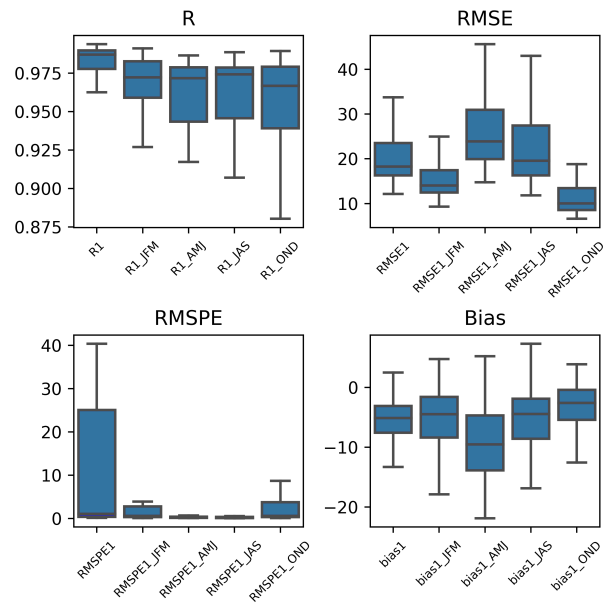 R
RMSE
0.975
0.950
0.925
0.900
0.875
40
30
20
10
R1
R1_JFM
R1_AMJ
R1_JAS
R1_OND
RMSE1
RMSE1_JFM
RMSE1_AMJ
RMSE1_JAS
RMSE1_OND
RMSPE
Bias
40
30
20
10
0
0
−10
−20
RMSPE1
RMSPE1_JFM
RMSPE1_AMJ
RMSPE1_JAS
RMSPE1_OND
bias1
bias1_JFM
bias1_AMJ
bias1_JAS
bias1_OND